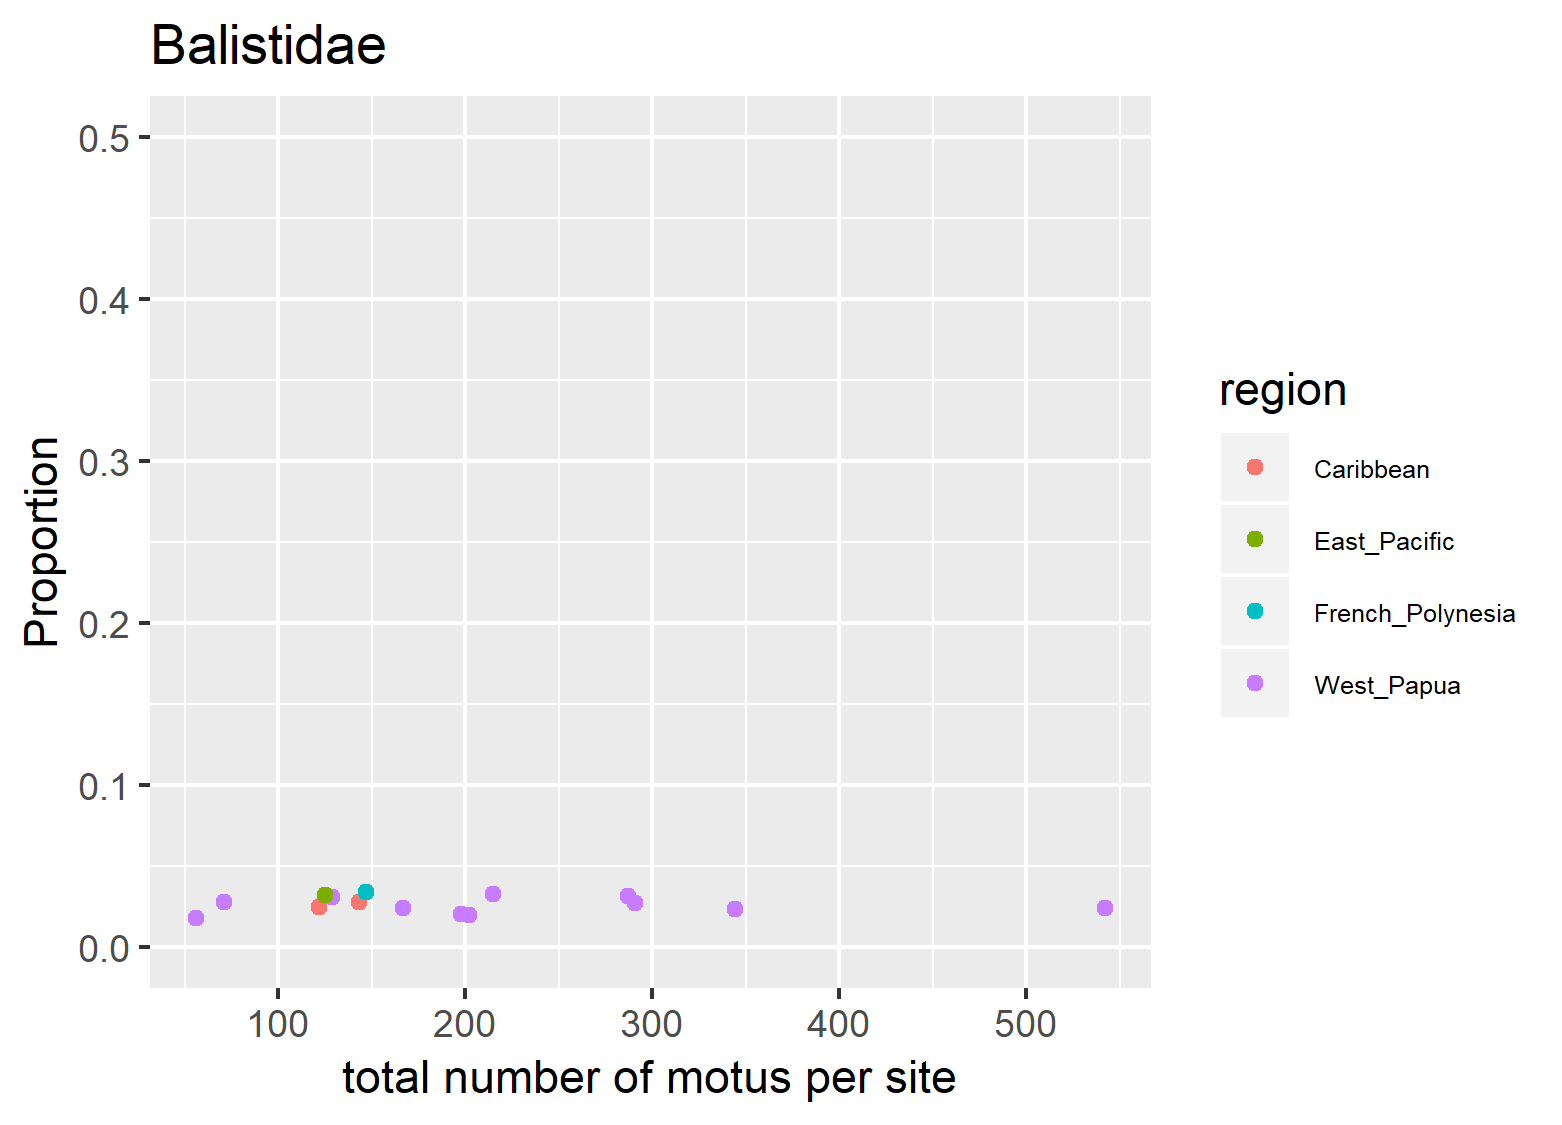 Balistidae
0.5
0.4
0.3
0.2
0.1
0.0
Proportion
100 200 300 400 500
total number of motus per site
region
Caribbean
East_Pacific
French_Polynesia
West_Papua